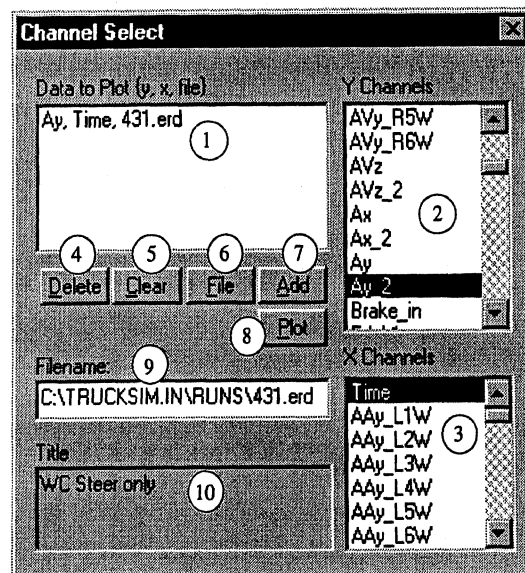 Channel Select
Data to Plot (y, x, file)
Ay, Time, 431.erd
1
4
5
6
7
Delete
Clear
File
Add
8
Plot
9
Filename:
C:\TRUCKSIM.IN\RUNS\431.erd
Title
WC Steer only
10
Y Channels
AVy_R5W
AVy_R6W
AVz
AVz_2
Ax
Ax_2
Ay
Ay_2
Brake_in
2
X Channels
Time
AAy_L1W
AAy_L2W
AAy_L3W
AAy_L4W
AAy_L5W
AAy_L6W
3